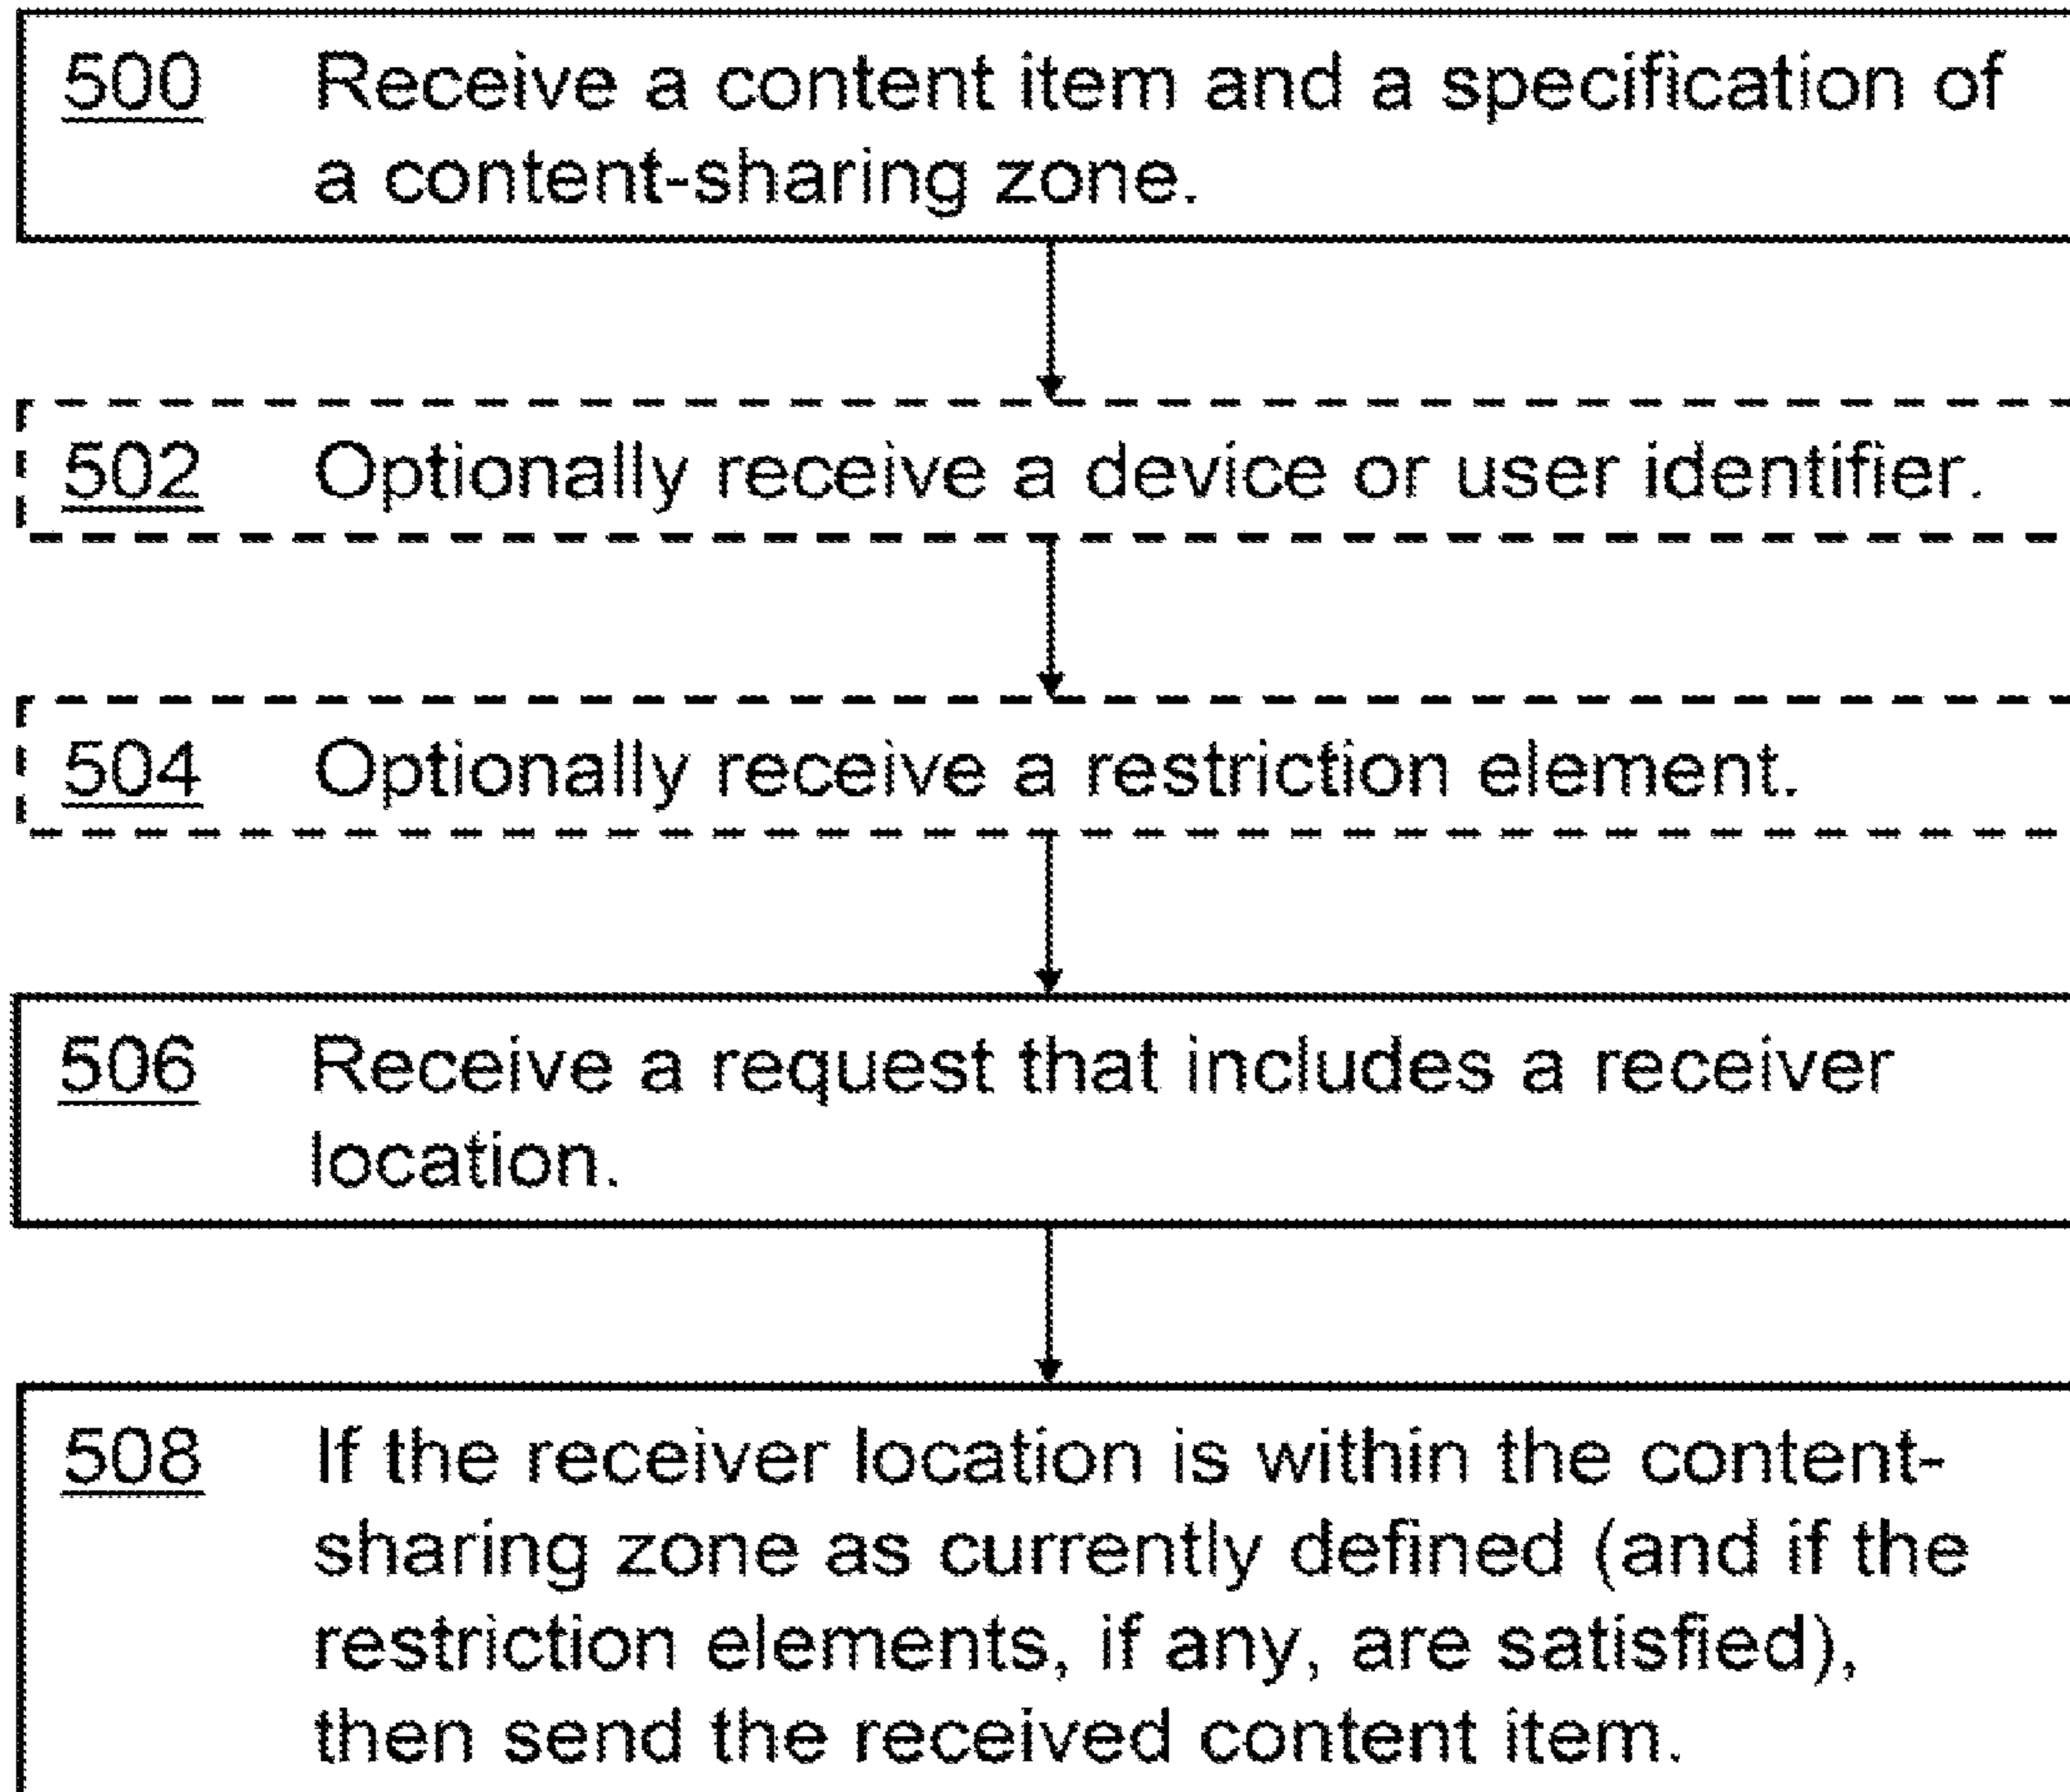 500 Receive a content item and a specification of
a content-sharing zone.
502 Optionally receive a device or user identifier.
504 Optionally receive a restriction element.
506 Receive a request that includes a receiver
location.
508 If the receiver location is within the content-
sharing zone as currently defined (and if the
restriction elements, if any, are satisfied),
then send the received content item.